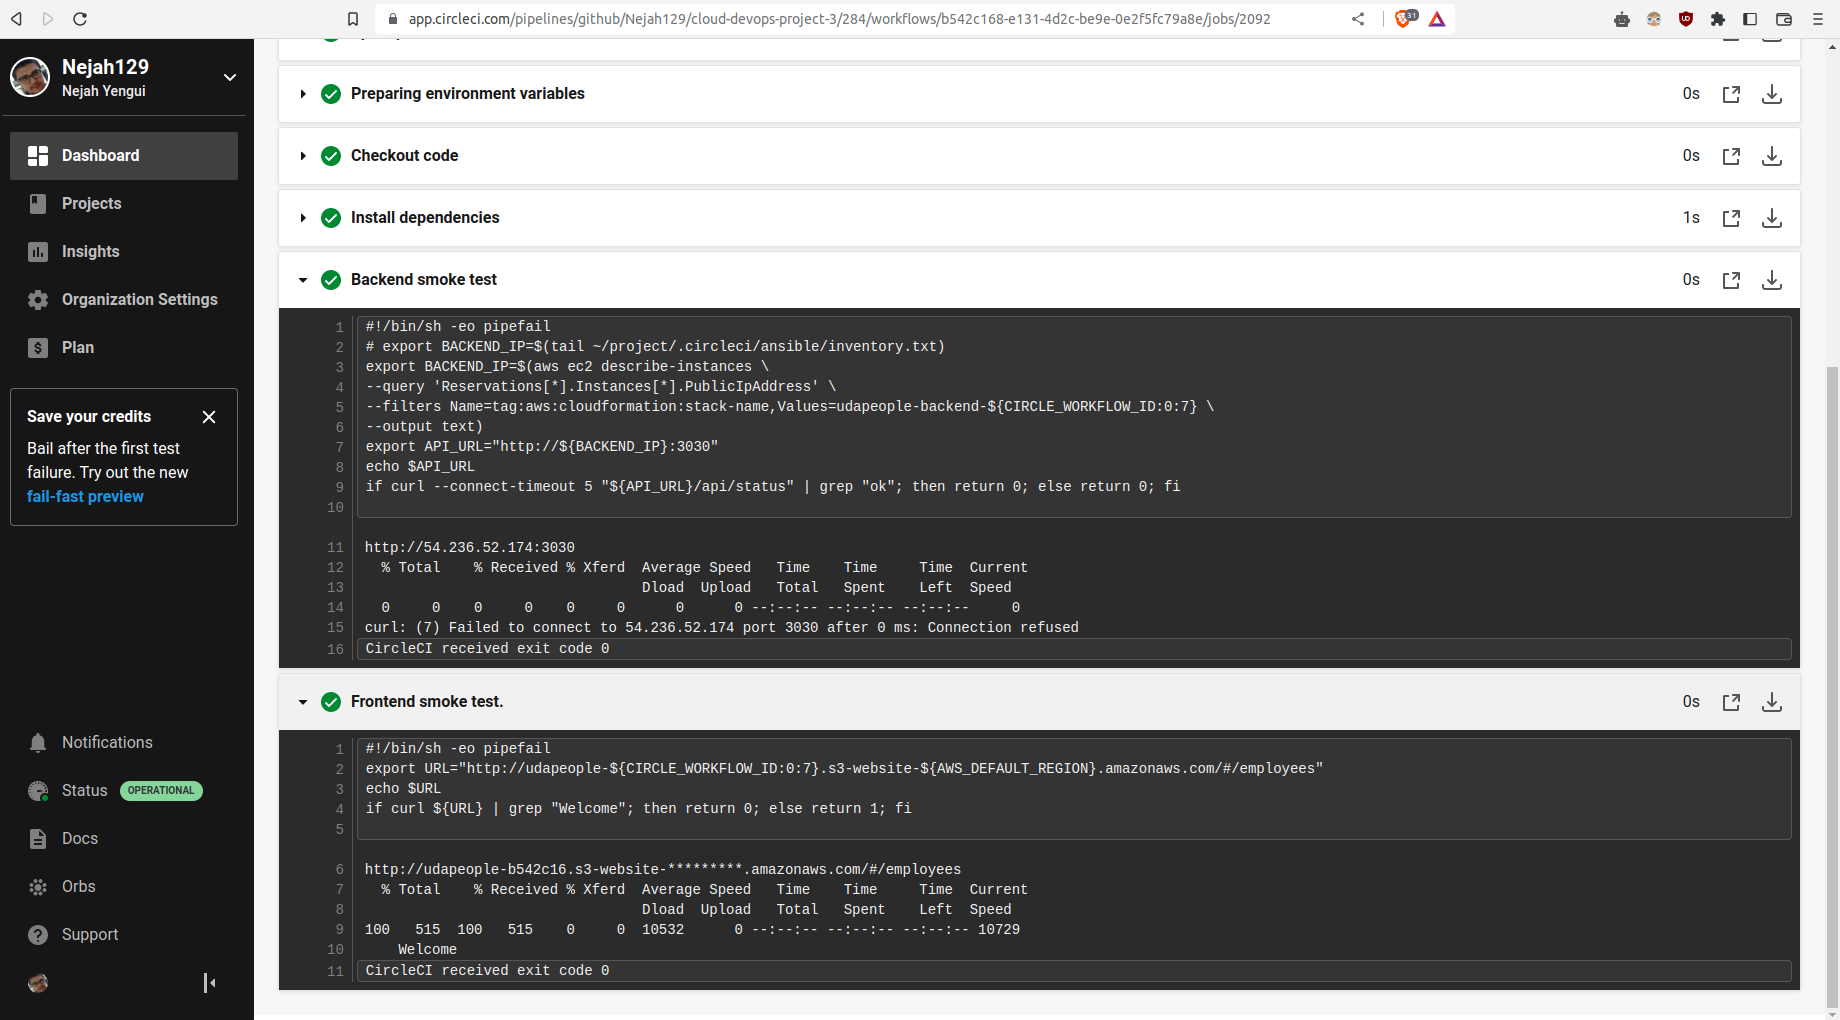 app.circleci.com/pipelines/github/Nejah129/cloud-devops-project-3/284/workflows/b542c168-e131-4d2c-be9e-0e2f5fc79a8e/jobs/2092
31
Nejah129
Nejah Yengui
Dashboard
Projects
Insights
Organization Settings
Plan
Save your credits
Bail after the first test
failure. Try out the new
fail-fast preview
Notifications
Status OPERATIONAL
Docs
Orbs
Support
Preparing environment variables 0s
Checkout code 0s
Install dependencies 1s
Backend smoke test 0s
1 #!/bin/sh -eo pipefail
2 # export BACKEND_IP=$(tail ~/project/.circleci/ansible/inventory.txt)
3 export BACKEND_IP=$(aws ec2 describe-instances \
4 --query 'Reservations[*].Instances[*].PublicIpAddress' \
5 --filters Name=tag:aws:cloudformation:stack-name,Values=udapeople-backend-${CIRCLE_WORKFLOW_ID:0:7} \
6 --output text)
7 export API_URL="http://${BACKEND_IP}:3030"
8 echo $API_URL
9 if curl --connect-timeout 5 "${API_URL}/api/status" | grep "ok"; then return 0; else return 0; fi
10
11 http://54.236.52.174:3030
12 % Total % Received % Xferd Average Speed Time Time Time Current
13 Dload Upload Total Spent Left Speed
14 0 0 0 0 0 0 0 0 --:--:-- --:--:-- --:--:-- 0
15 curl: (7) Failed to connect to 54.236.52.174 port 3030 after 0 ms: Connection refused
16 CircleCI received exit code 0
Frontend smoke test. 0s
1 #!/bin/sh -eo pipefail
2 export URL="http://udapeople-${CIRCLE_WORKFLOW_ID:0:7}.s3-website-${AWS_DEFAULT_REGION}.amazonaws.com/#/employees"
3 echo $URL
4 if curl ${URL} | grep "Welcome"; then return 0; else return 1; fi
5
6 http://udapeople-b542c16.s3-website-*********.amazonaws.com/#/employees
7 % Total % Received % Xferd Average Speed Time Time Time Current
8 Dload Upload Total Spent Left Speed
9 100 515 100 515 0 0 10532 0 --:--:-- --:--:-- --:--:-- 10729
10 Welcome
11 CircleCI received exit code 0